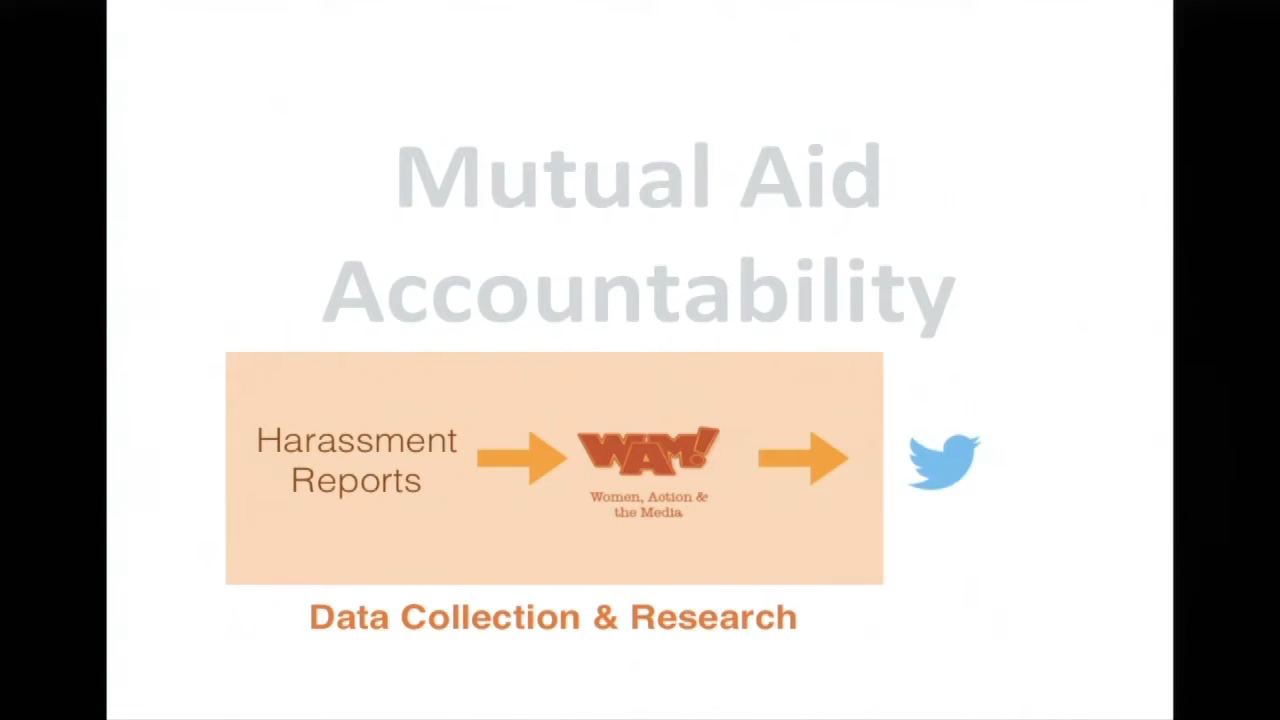 Mutual Aid
Accountability
Harassment
Reports
WAM!
Women, Action &
the Media
Data Collection & Research